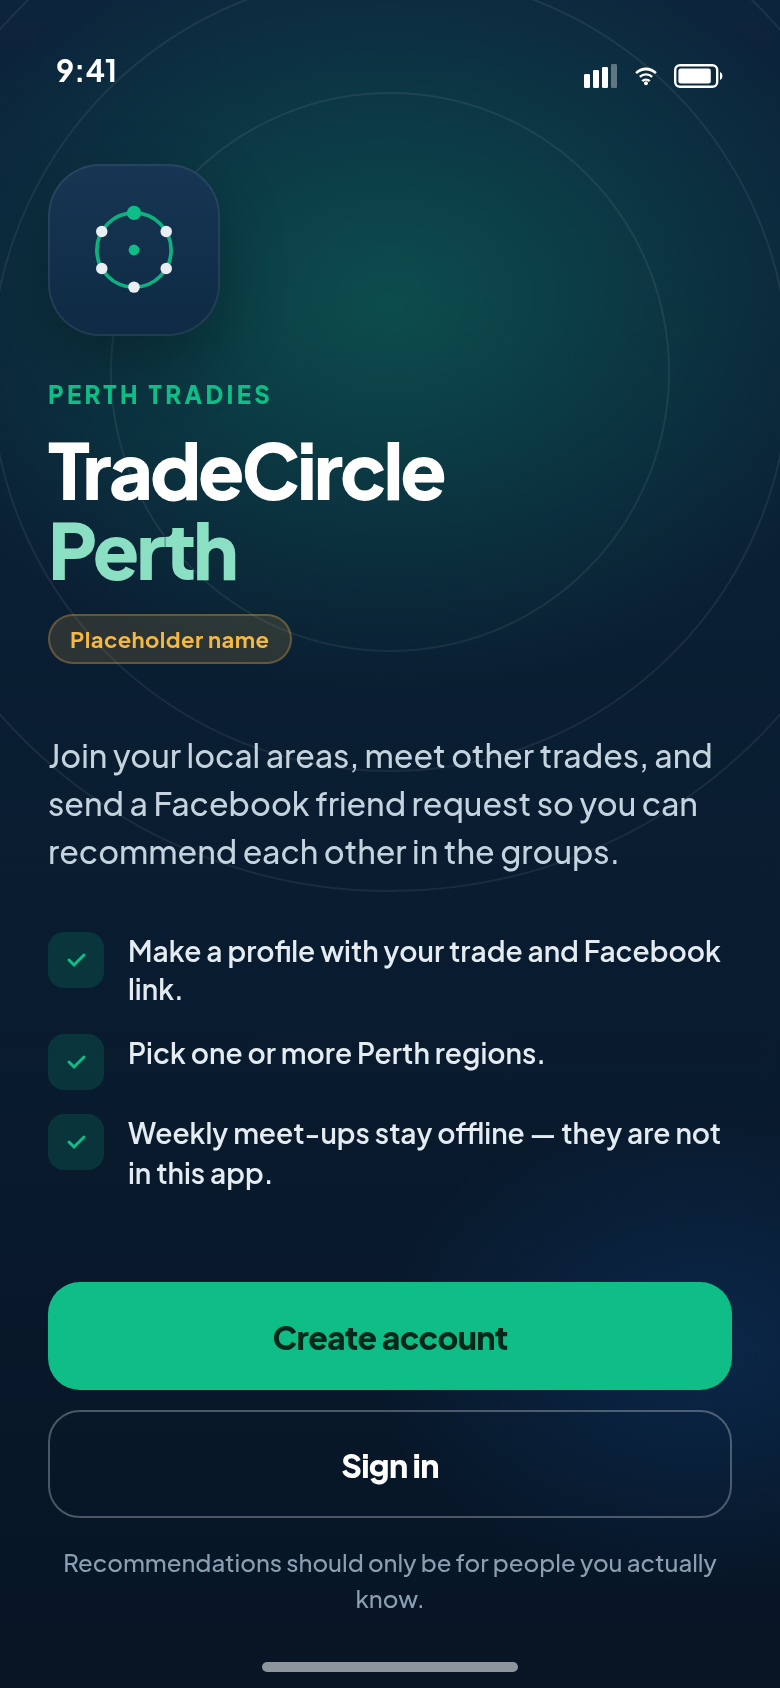 9:41
PERTH TRADIES
TradeCircle
Perth
Placeholder name
Join your local areas, meet other trades, and
send a Facebook friend request so you can
recommend each other in the groups.
Make a profile with your trade and Facebook
link.
Pick one or more Perth regions.
Weekly meet-ups stay offline — they are not
in this app.
Create account
Sign in
Recommendations should only be for people you actually
know.